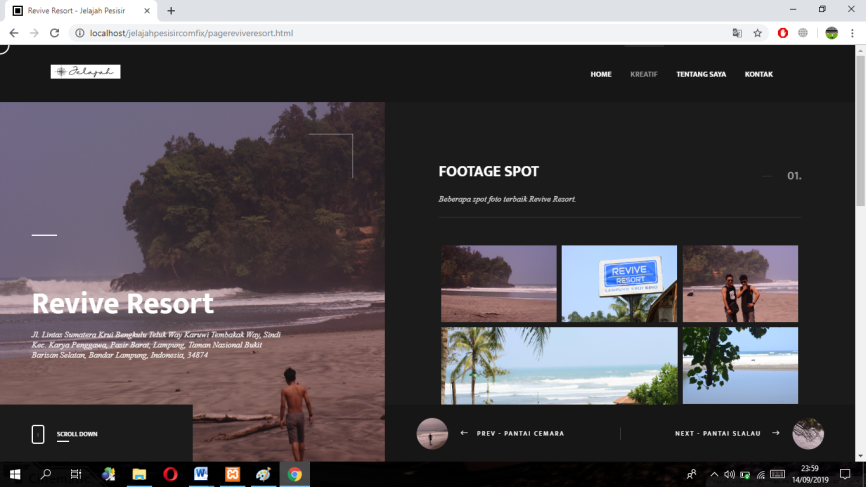 Revive Resort - Jelajah Pesisir
localhost/jelajahpesisircomfix/pagereviveresort.html
Jelajah
HOME
KREATIF
TENTANG SAYA
KONTAK
Revive Resort
Jl. Lintas Sumatera Krui Bengkulu Teluk Way Karuwi Tembakak Way, Sindi
Kec. Karya Penggawa, Pasir Barat, Lampung, Taman Nasional Bukit
Barisan Selatan, Bandar Lampung, Indonesia, 34874
SCROLL DOWN
FOOTAGE SPOT
01.
Beberapa spot foto terbaik Revive Resort.
REVIVE
RESORT
PREV - PANTAI CEMARA
NEXT - PANTAI SLALAU
23:59
14/09/2019